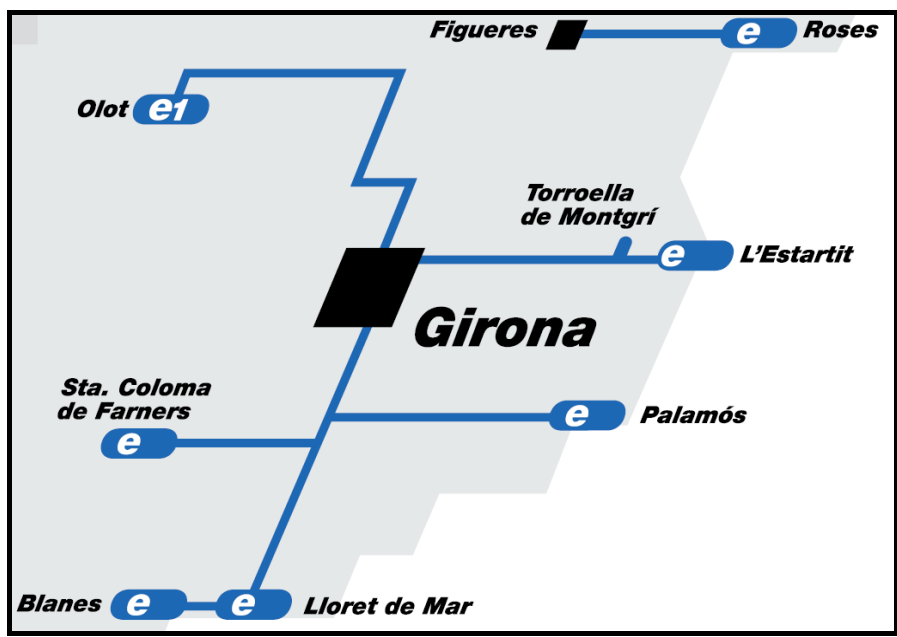 Figueres
e Roses
Olot e1
Torroella
de Montgrí
e L'Estartit
Girona
Sta. Coloma
de Farners
e
e Palamós
Blanes e e Lloret de Mar